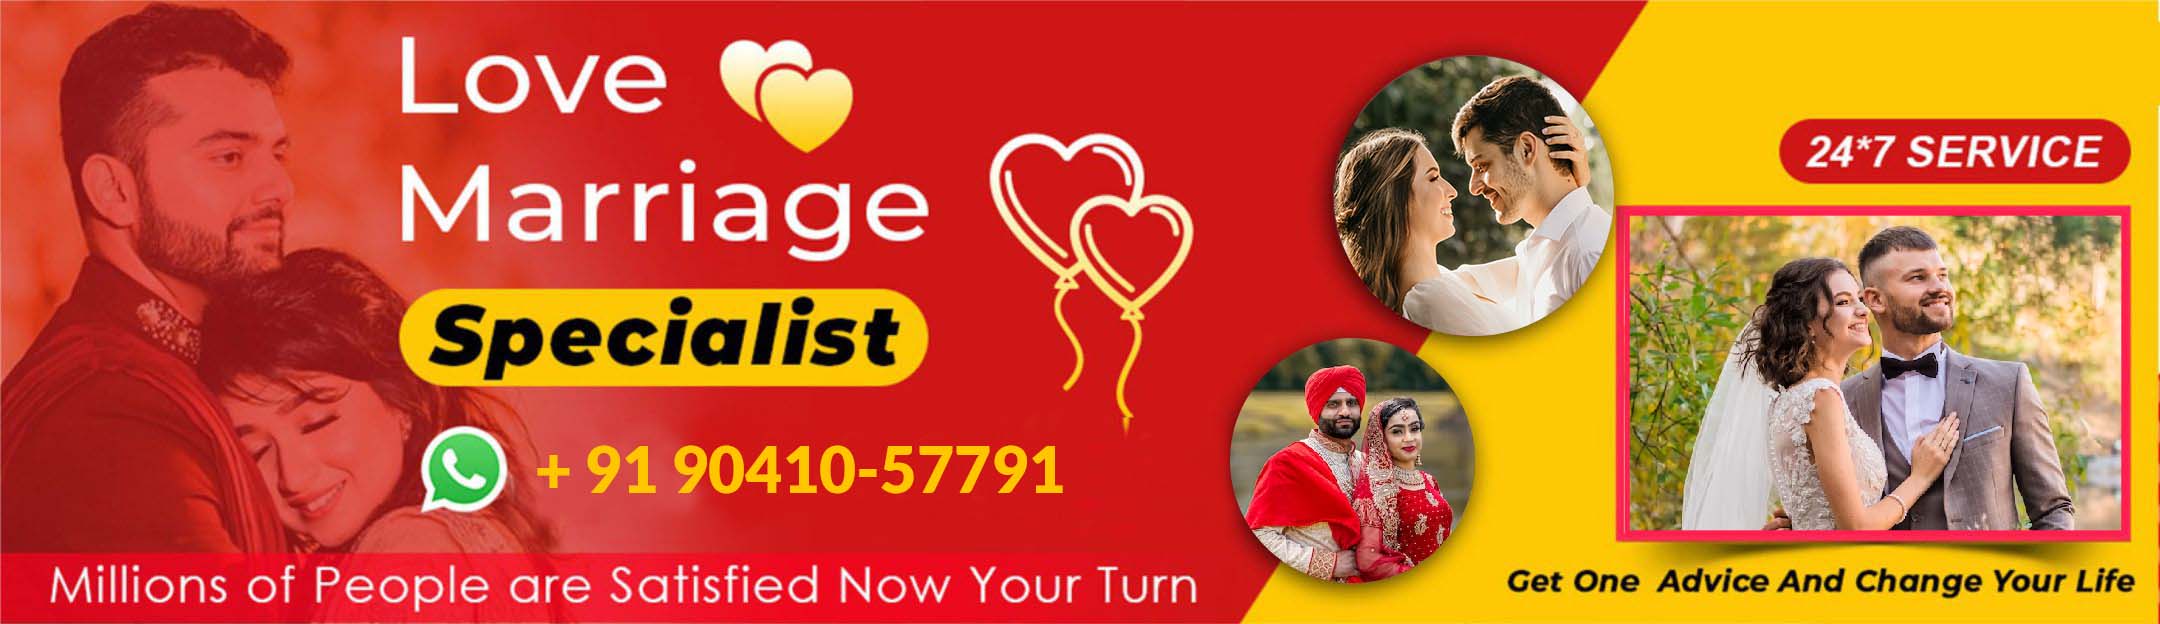 Love
Marriage
Specialist
+ 91 90410-57791
Millions of People are Satisfied Now Your Turn
24*7 SERVICE
Get One Advice And Change Your Life